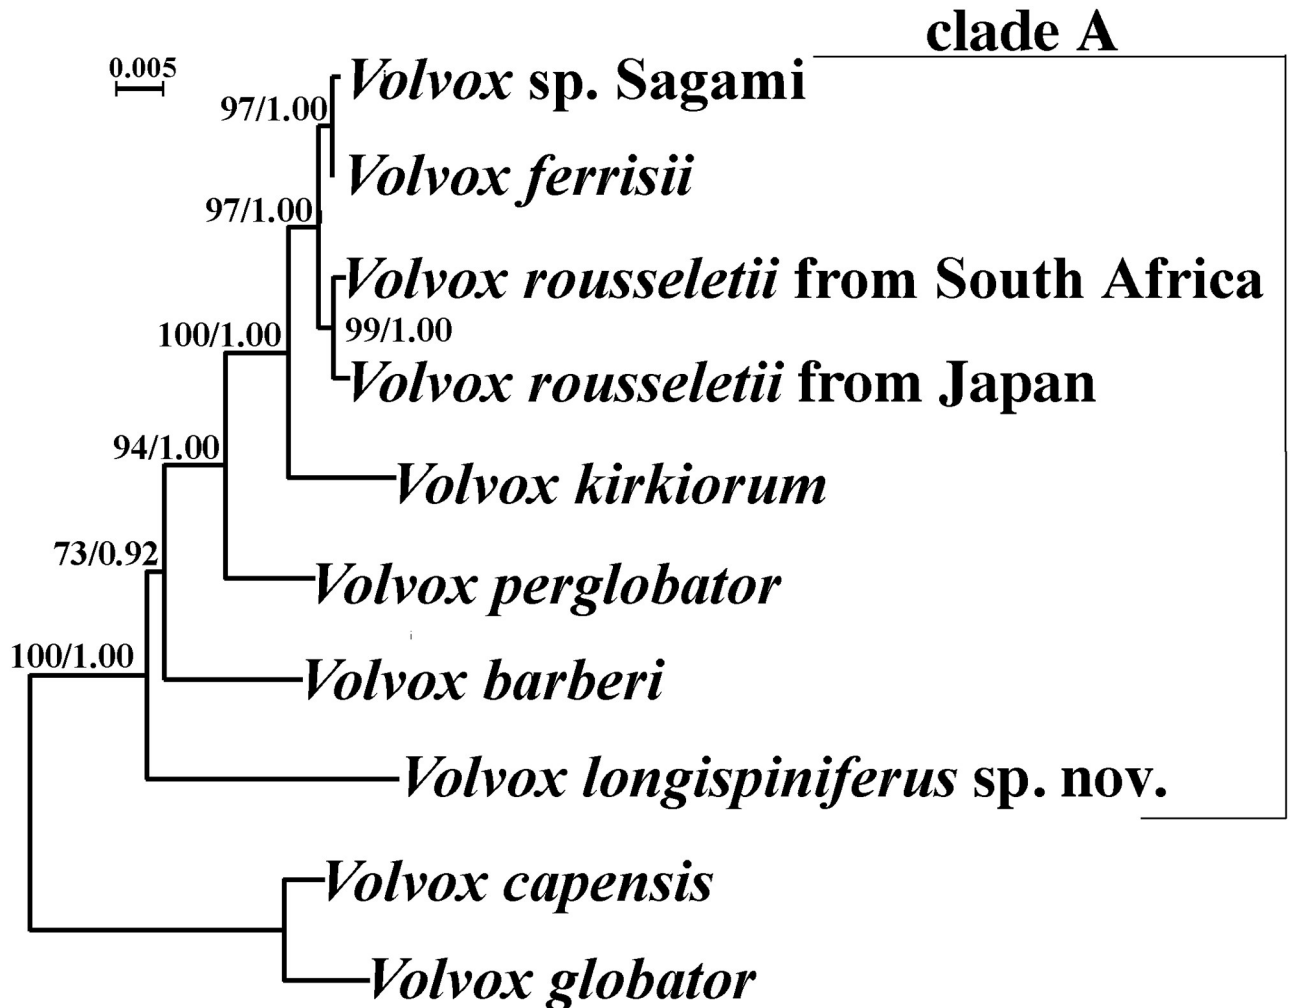 clade A
0.005
Volvox sp. Sagami
97/1.00
Volvox ferrisii
97/1.00
Volvox rousseletii from South Africa
99/1.00
100/1.00
Volvox rousseletii from Japan
94/1.00
Volvox kirkiorum
73/0.92
Volvox perglobator
i
100/1.00
Volvox barberi
Volvox longispiniferus sp. nov.
Volvox capensis
Volvox globator